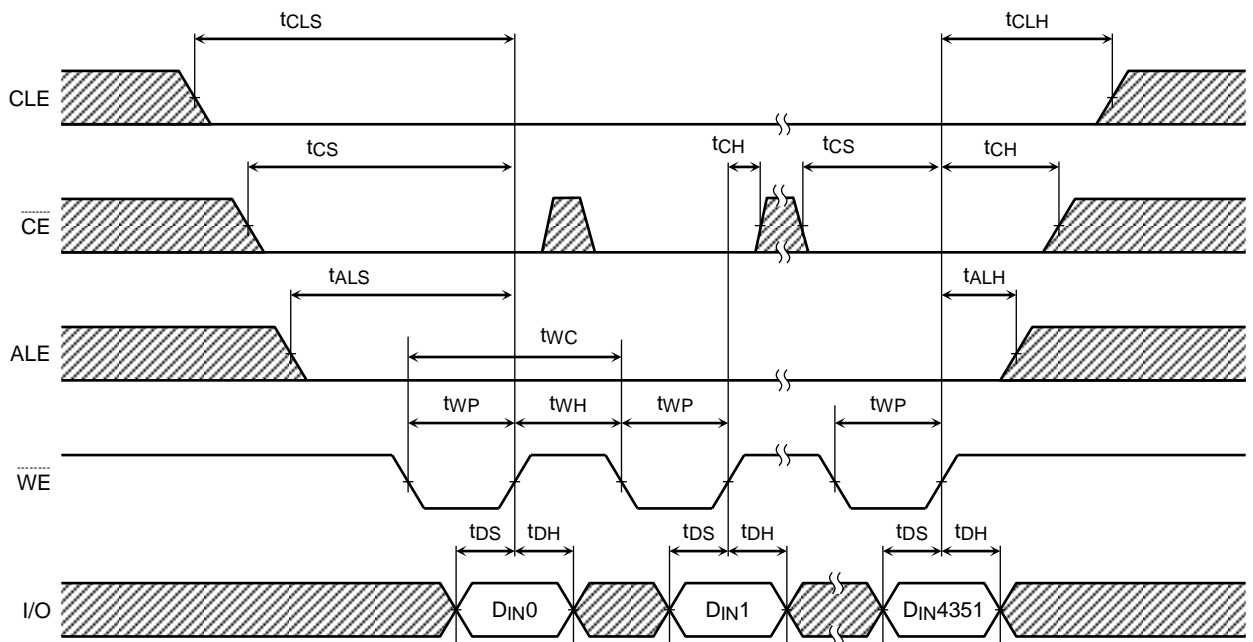 tCLS tCLH
CLE
tCS tCH tCS tCH
CE
tALS tALH
ALE
tWC
tWP tWH tWP tWP
WE
tDS tDH tDS tDH tDS tDH
I/O DIN0 DIN1 DIN4351